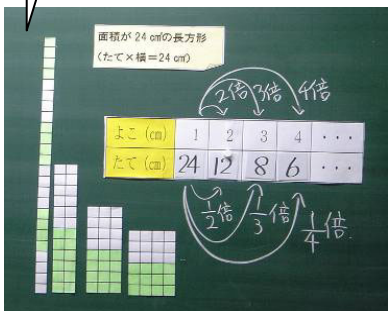 面積が24㎠の長方形
(たて×横=24㎠)
2倍 3倍 4倍
よこ(cm) 1 2 3 4 ・・・
たて(cm) 24 12 8 6 ・・・
1/2倍 1/3倍 1/4倍